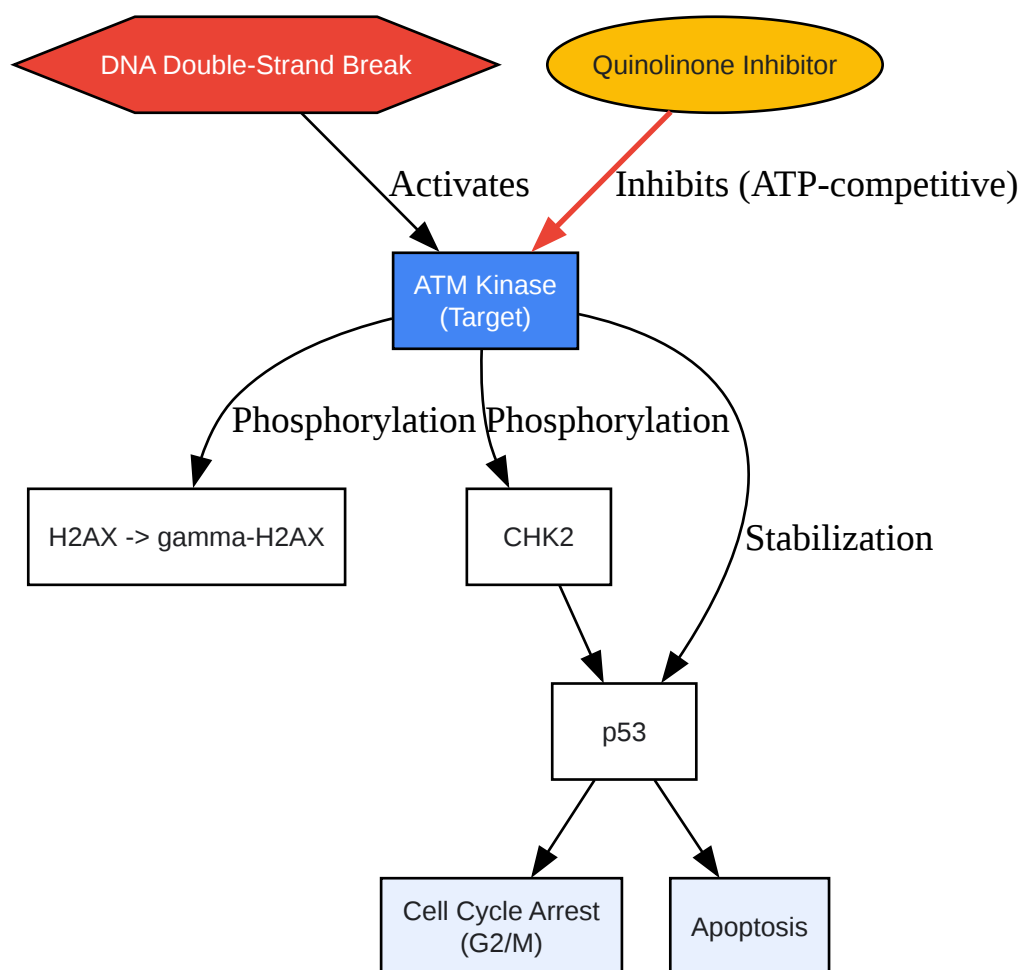 DNA Double-Strand Break
Quinolinone Inhibitor
Activates
Inhibits (ATP-competitive)
ATM Kinase
(Target)
Phosphorylation
Phosphorylation
H2AX -> gamma-H2AX
CHK2
Stabilization
p53
Cell Cycle Arrest
(G2/M)
Apoptosis